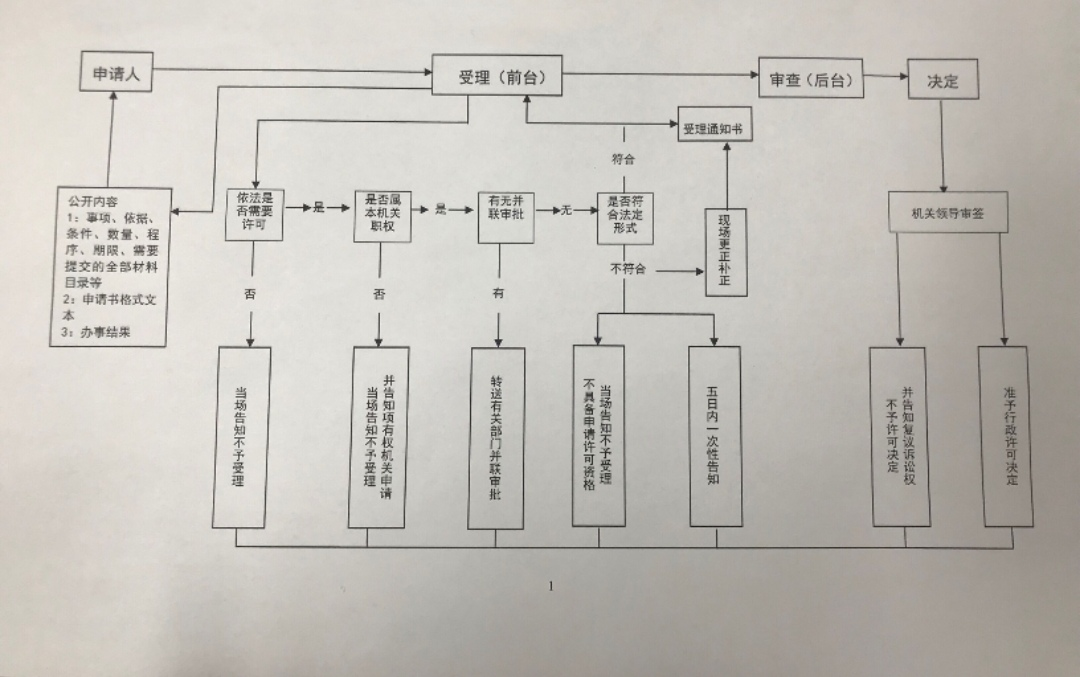 申请人
受理（前台）
审查（后台）
决定
受理通知书
符合
公开内容
1：事项、依据、
条件、数量、程
序、期限、需要
提交的全部材料
目录等
2：申请书格式文
本
3：办事结果
依法是
否需要
许可
是
是否属
本机关
职权
是
有无并
联审批
无
是否符
合法定
形式
现场更正补正
机关领导审签
不符合
否
否
有
当场告知不予受理
并告知项有权机关申请
当场告知不予受理
转送有关部门并联审批
当场告知不予受理
不具备申请许可资格
五日内一次性告知
并告知复议诉讼权
不予许可决定
准予行政许可决定
1